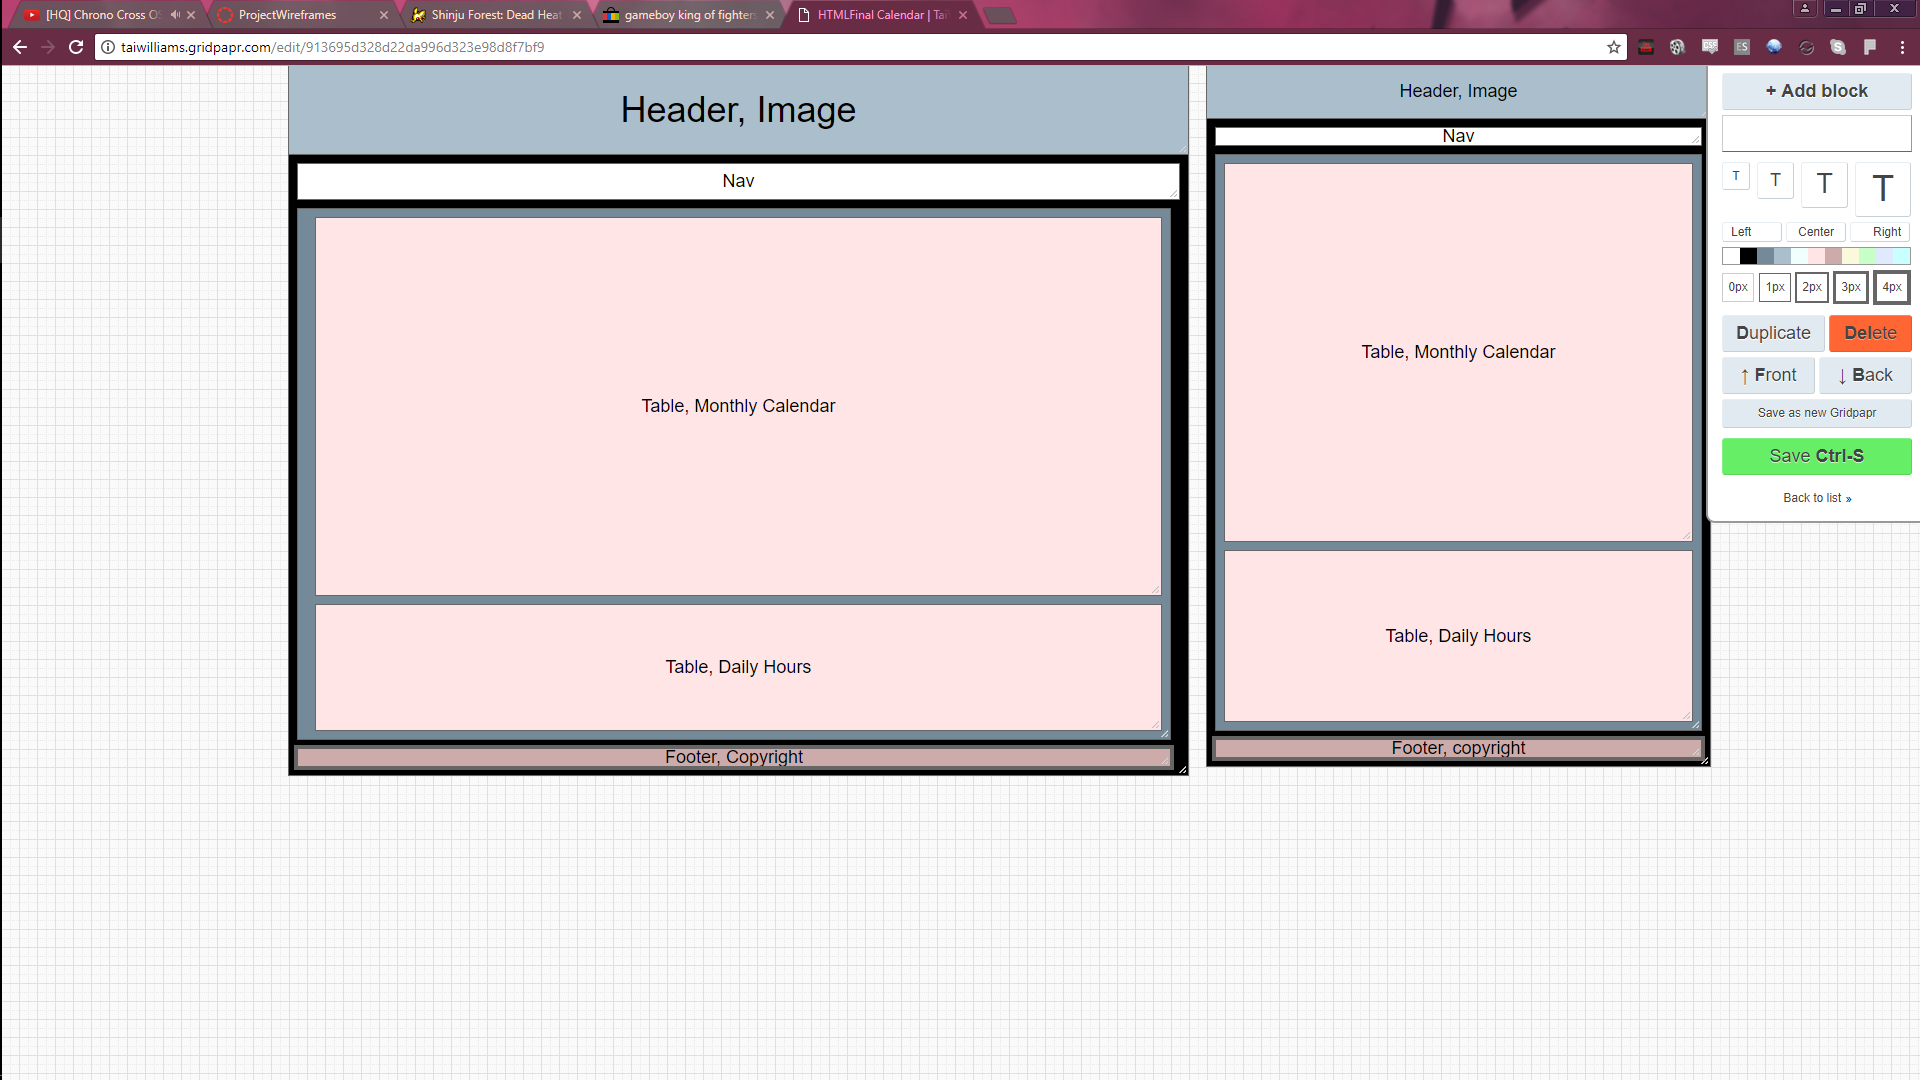 [HQ] Chrono Cross OS
ProjectWireframes
Shinju Forest: Dead Heat
gameboy king of fighters
HTMLFinal Calendar | Tai
taiwilliams.gridpapr.com/edit/913695d328d22da996d323e98d8f7bf9
Header, Image
Nav
Table, Monthly Calendar
Table, Daily Hours
Footer, Copyright
Header, Image
Nav
Table, Monthly Calendar
Table, Daily Hours
Footer, copyright
+ Add block
T T T T
Left Center Right
0px 1px 2px 3px 4px
Duplicate Delete
↑ Front ↓ Back
Save as new Gridpapr
Save Ctrl-S
Back to list »